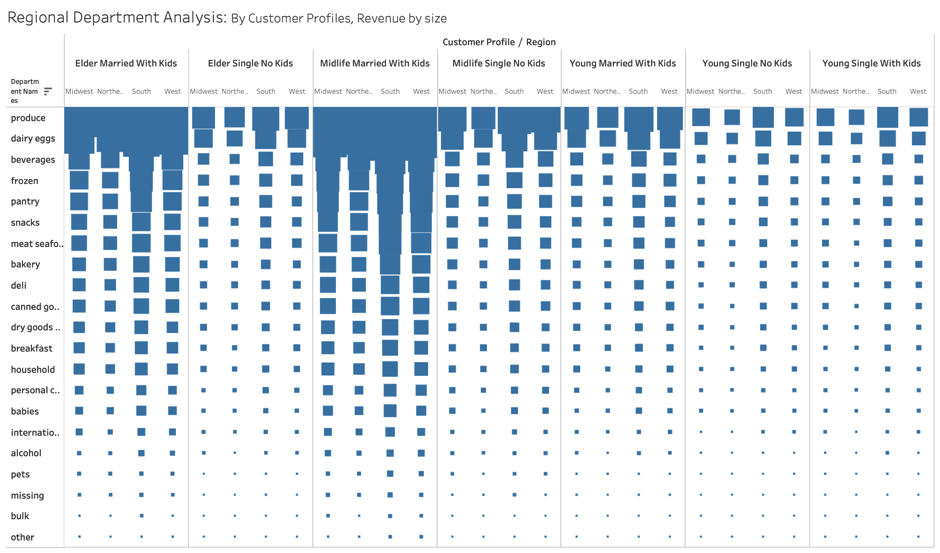 Regional Department Analysis: By Customer Profiles, Revenue by size
Customer Profile / Region
Elder Married With Kids Elder Single No Kids Midlife Married With Kids Midlife Single No Kids Young Married With Kids Young Single No Kids Young Single With Kids
Departm
ent Nam
es
Midwest Northe.. South West Midwest Northe.. South West Midwest Northe.. South West Midwest Northe.. South West Midwest Northe.. South West Midwest Northe.. South West Midwest Northe.. South West
produce
dairy eggs
beverages
frozen
pantry
snacks
meat seafo..
bakery
deli
canned go..
dry goods ..
breakfast
household
personal c..
babies
internatio..
alcohol
pets
missing
bulk
other